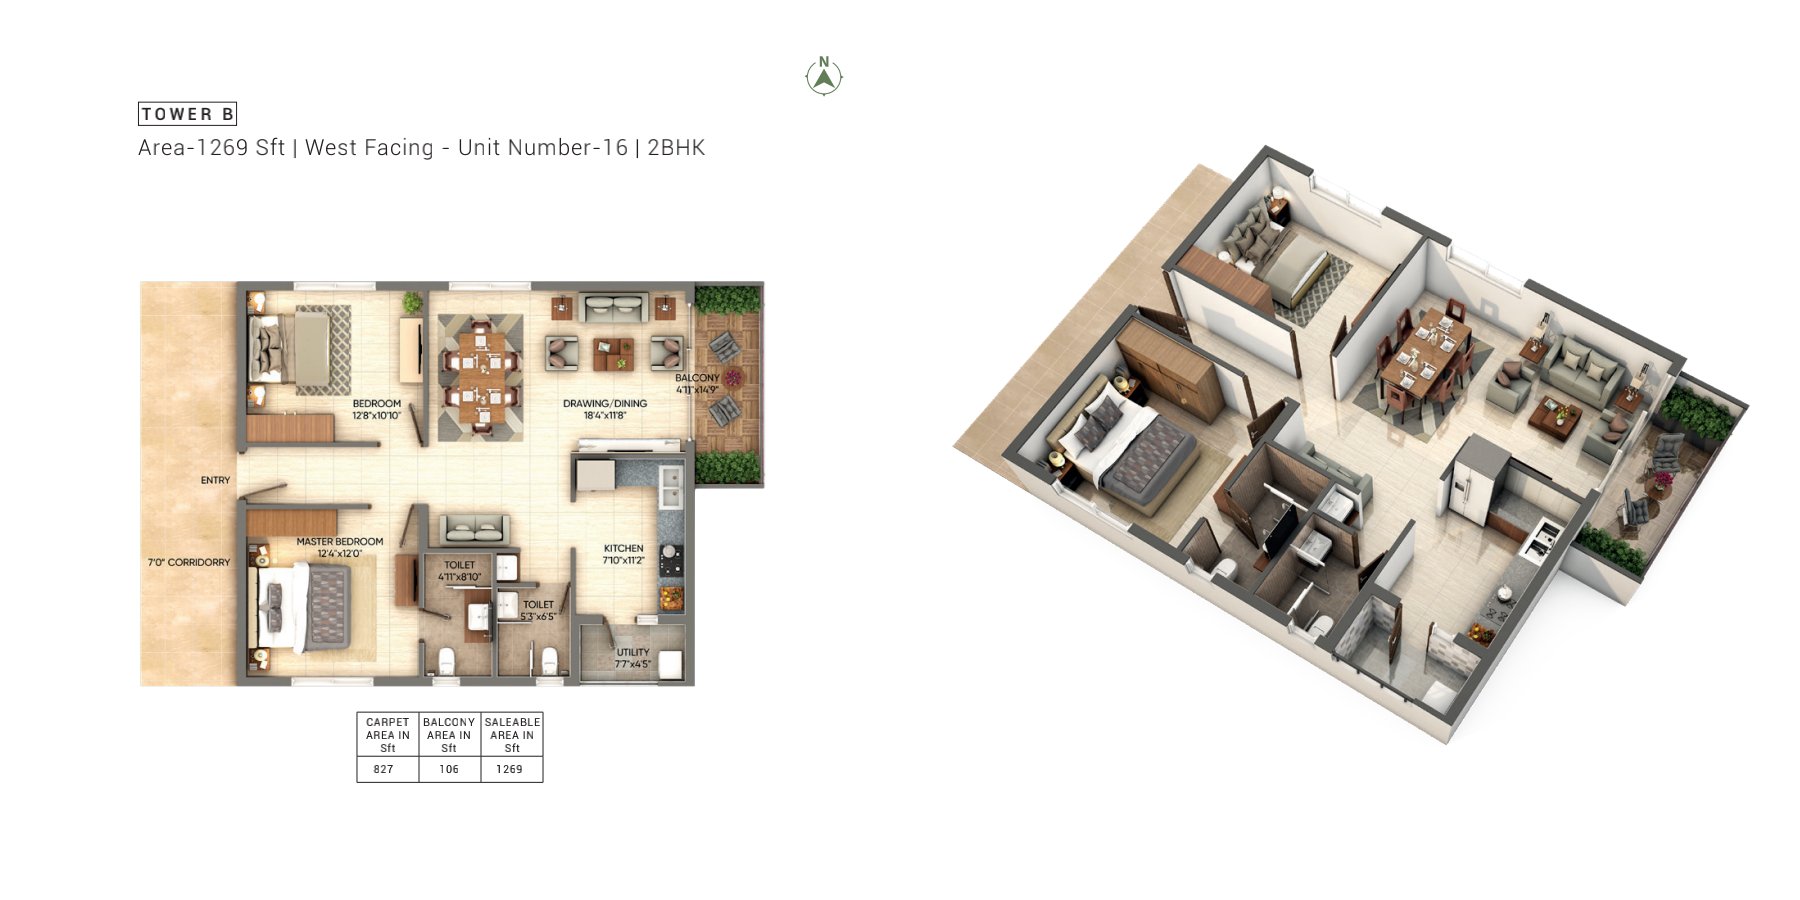 N
TOWER B
Area-1269 Sft | West Facing - Unit Number-16 | 2BHK
BALCONY
4'11"x14'9"
BEDROOM
12'8"x10'10"
DRAWING/DINING
18'4"x11'8"
ENTRY
MASTER BEDROOM
12'4"x12'0"
KITCHEN
7'10"x11'2"
7'0" CORRIDORRY
TOILET
4'11"x8'10"
TOILET
5'3"x6'5"
UTILITY
7'7"x4'5"
CARPET AREA IN Sft
BALCONY AREA IN Sft
SALEABLE AREA IN Sft
827
106
1269